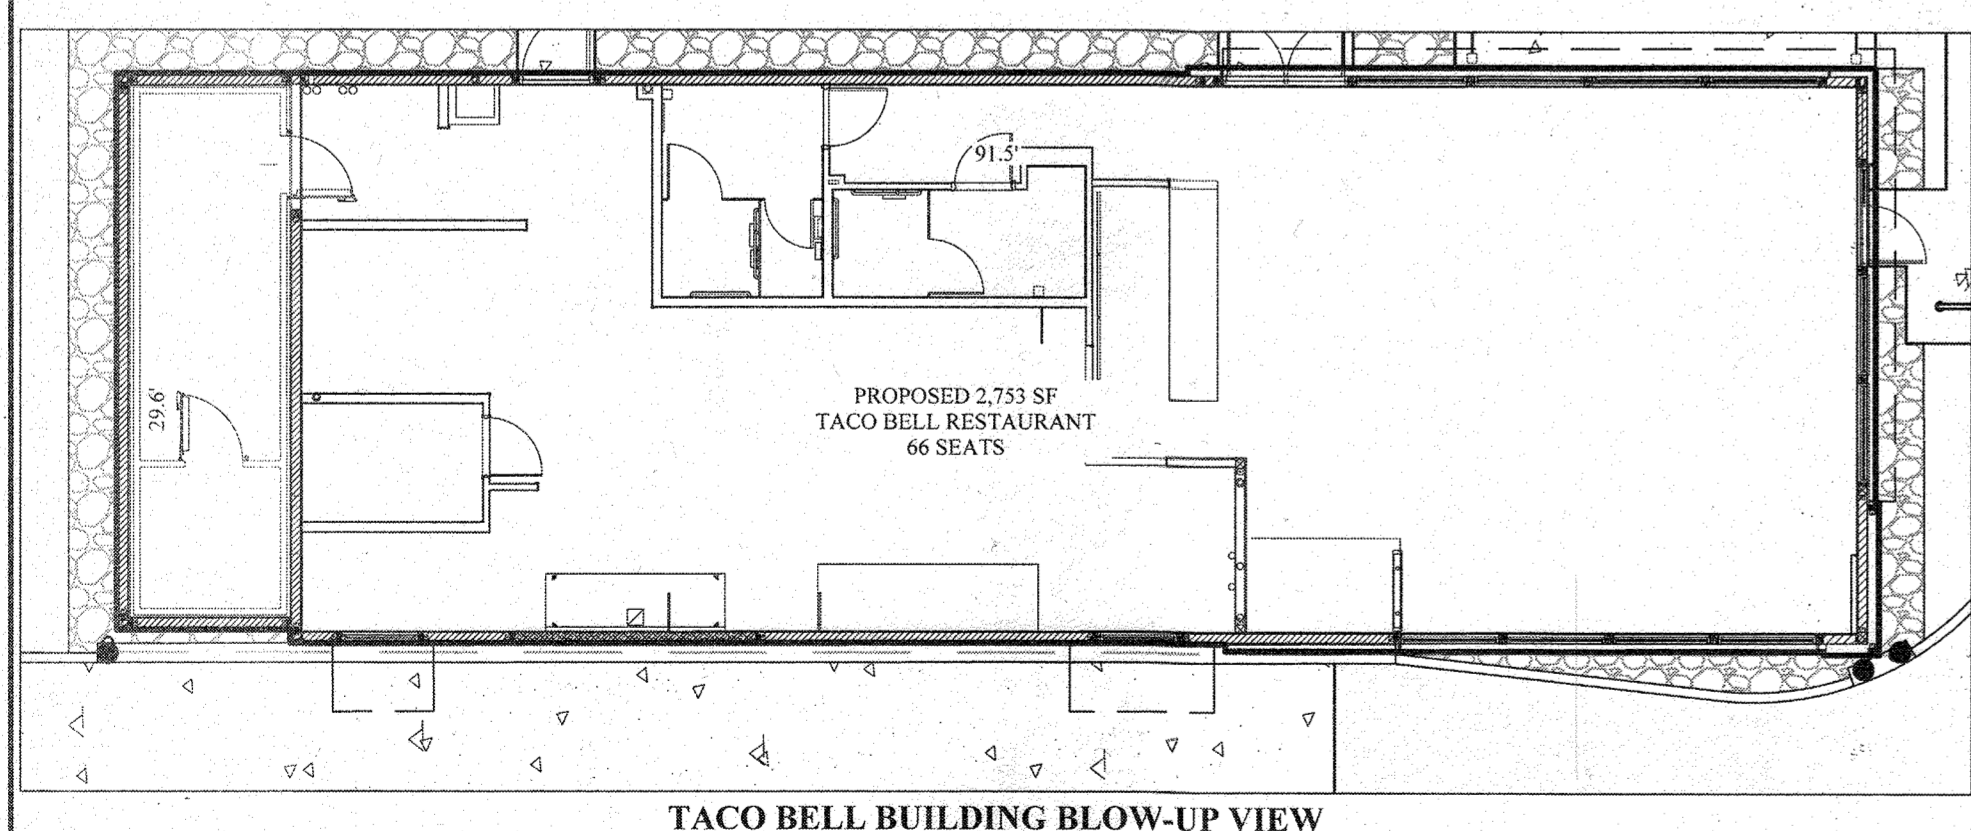 91.5'
29.6'
PROPOSED 2,753 SF
TACO BELL RESTAURANT
66 SEATS
TACO BELL BUILDING BLOW-UP VIEW